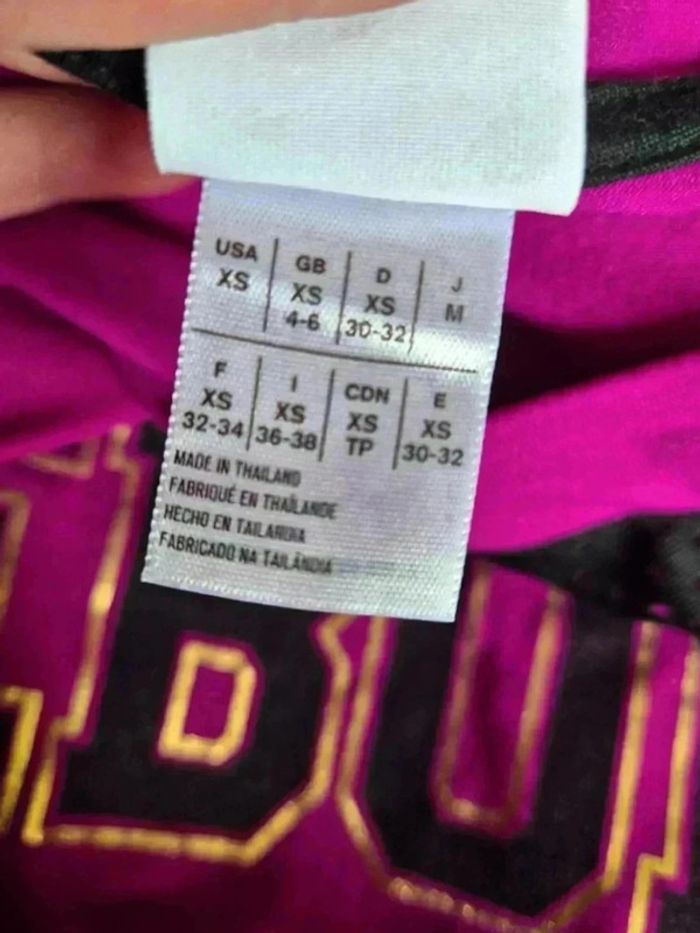 USA GB D J
XS XS XS M
4-6 30-32
F I CDN E
XS XS XS XS
32-34 36-38 TP 30-32
MADE IN THAILAND
FABRIQUÉ EN THAÏLANDE
HECHO EN TAILANDIA
FABRICADO NA TAILÂNDIA
BU